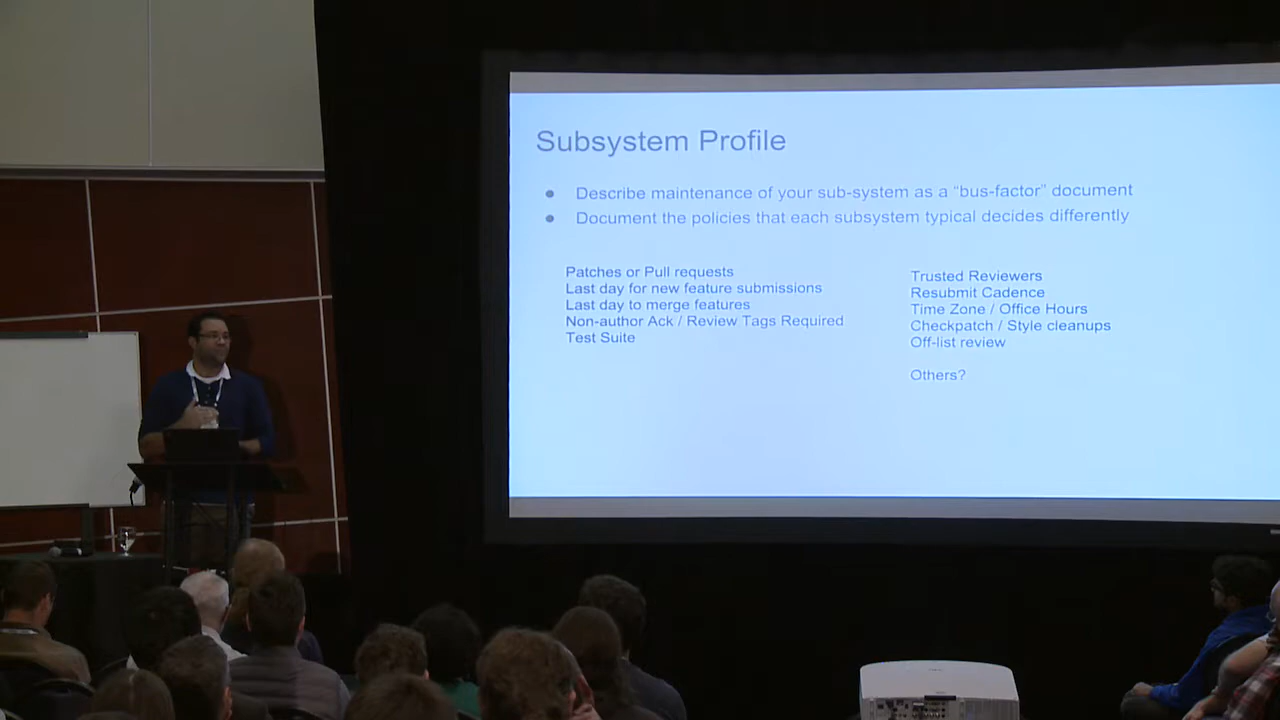 Subsystem Profile
● Describe maintenance of your sub-system as a “bus-factor” document
● Document the policies that each subsystem typical decides differently
Patches or Pull requests
Last day for new feature submissions
Last day to merge features
Non-author Ack / Review Tags Required
Test Suite
Trusted Reviewers
Resubmit Cadence
Time Zone / Office Hours
Checkpatch / Style cleanups
Off-list review
Others?